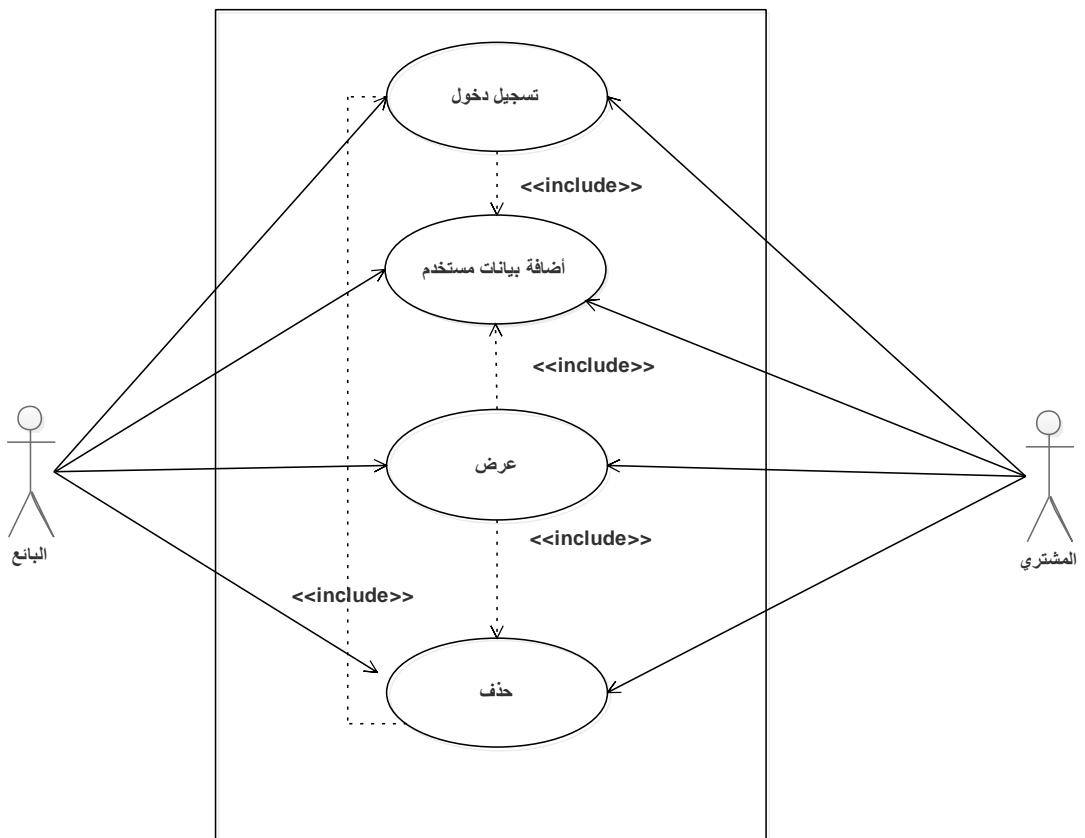 تسجيل دخول
<<include>>
أضافة بيانات مستخدم
<<include>>
عرض
<<include>>
البائع
المشتري
<<include>>
حذف